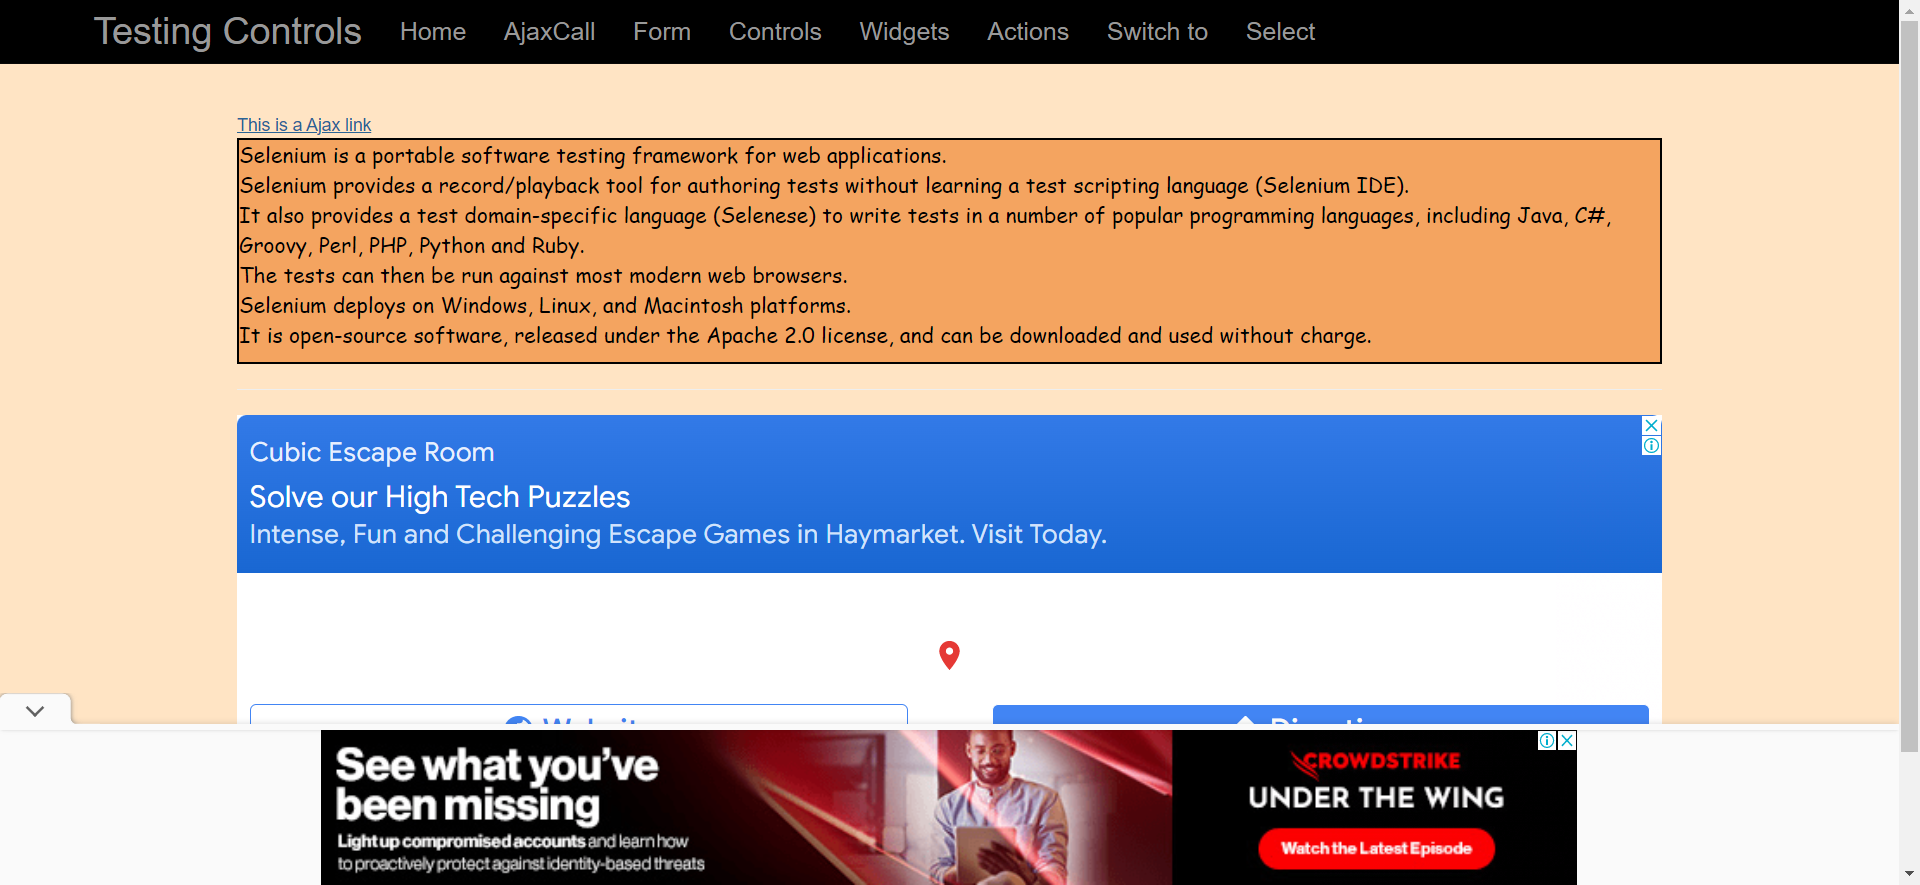 Testing Controls Home AjaxCall Form Controls Widgets Actions Switch to Select
This is a Ajax link
Selenium is a portable software testing framework for web applications.
Selenium provides a record/playback tool for authoring tests without learning a test scripting language (Selenium IDE).
It also provides a test domain-specific language (Selenese) to write tests in a number of popular programming languages, including Java, C#,
Groovy, Perl, PHP, Python and Ruby.
The tests can then be run against most modern web browsers.
Selenium deploys on Windows, Linux, and Macintosh platforms.
It is open-source software, released under the Apache 2.0 license, and can be downloaded and used without charge.
Cubic Escape Room
Solve our High Tech Puzzles
Intense, Fun and Challenging Escape Games in Haymarket. Visit Today.
See what you've
been missing
Light up compromised accounts and learn how
to proactively protect against identity-based threats
CROWDSTRIKE
UNDER THE WING
Watch the Latest Episode